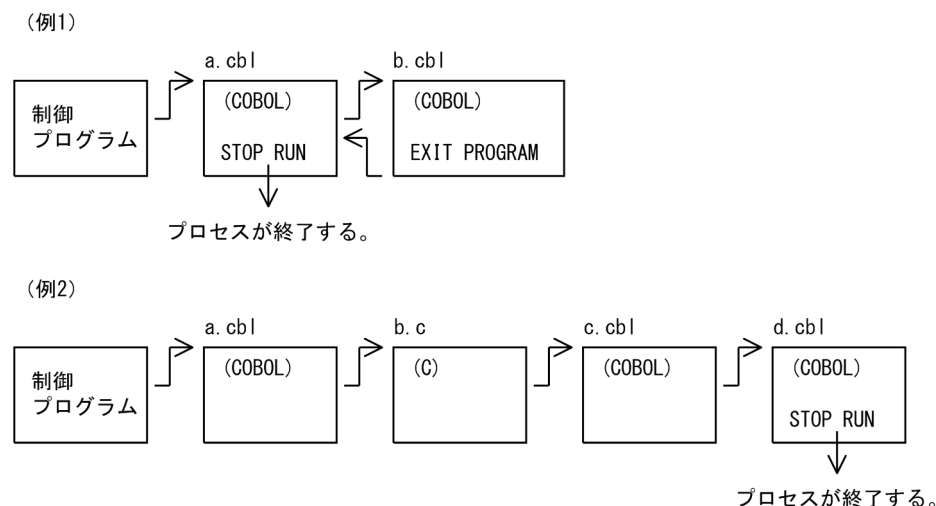 （例1）
a.cbl
b.cbl
制御
プログラム
(COBOL)
STOP RUN
(COBOL)
EXIT PROGRAM
プロセスが終了する。
（例2）
a.cbl
b.c
c.cbl
d.cbl
制御
プログラム
(COBOL)
(C)
(COBOL)
(COBOL)
STOP RUN
プロセスが終了する。